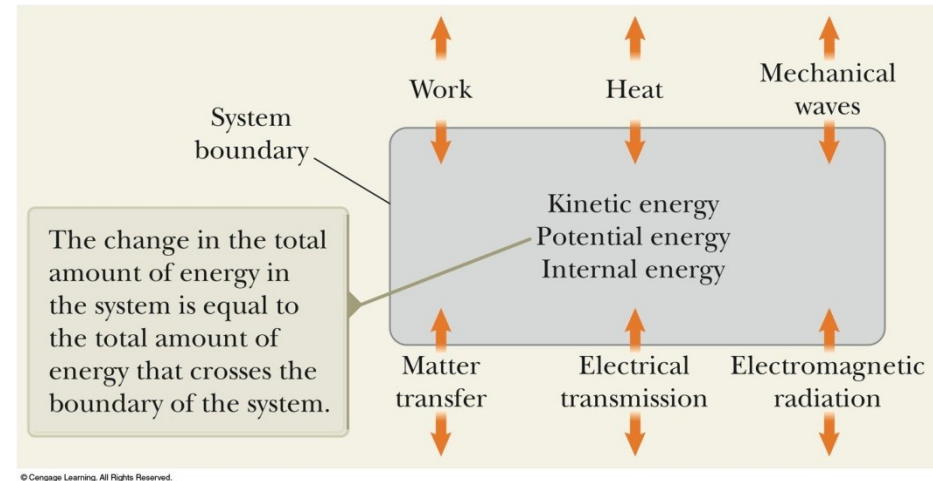 Work
Heat
Mechanical
waves
System
boundary
Kinetic energy
Potential energy
Internal energy
The change in the total
amount of energy in
the system is equal to
the total amount of
energy that crosses the
boundary of the system.
Matter
transfer
Electrical
transmission
Electromagnetic
radiation
© Cengage Learning. All Rights Reserved.